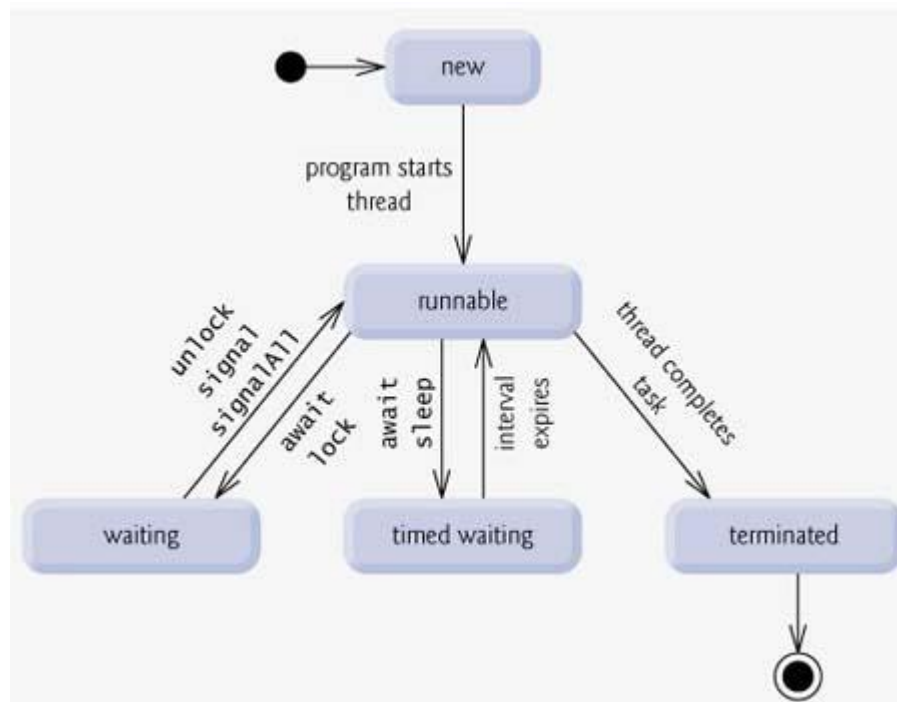 new
program starts
thread
runnable
unlock
signal
signalAll
await
lock
await
sleep
interval
expires
thread completes
task
waiting
timed waiting
terminated